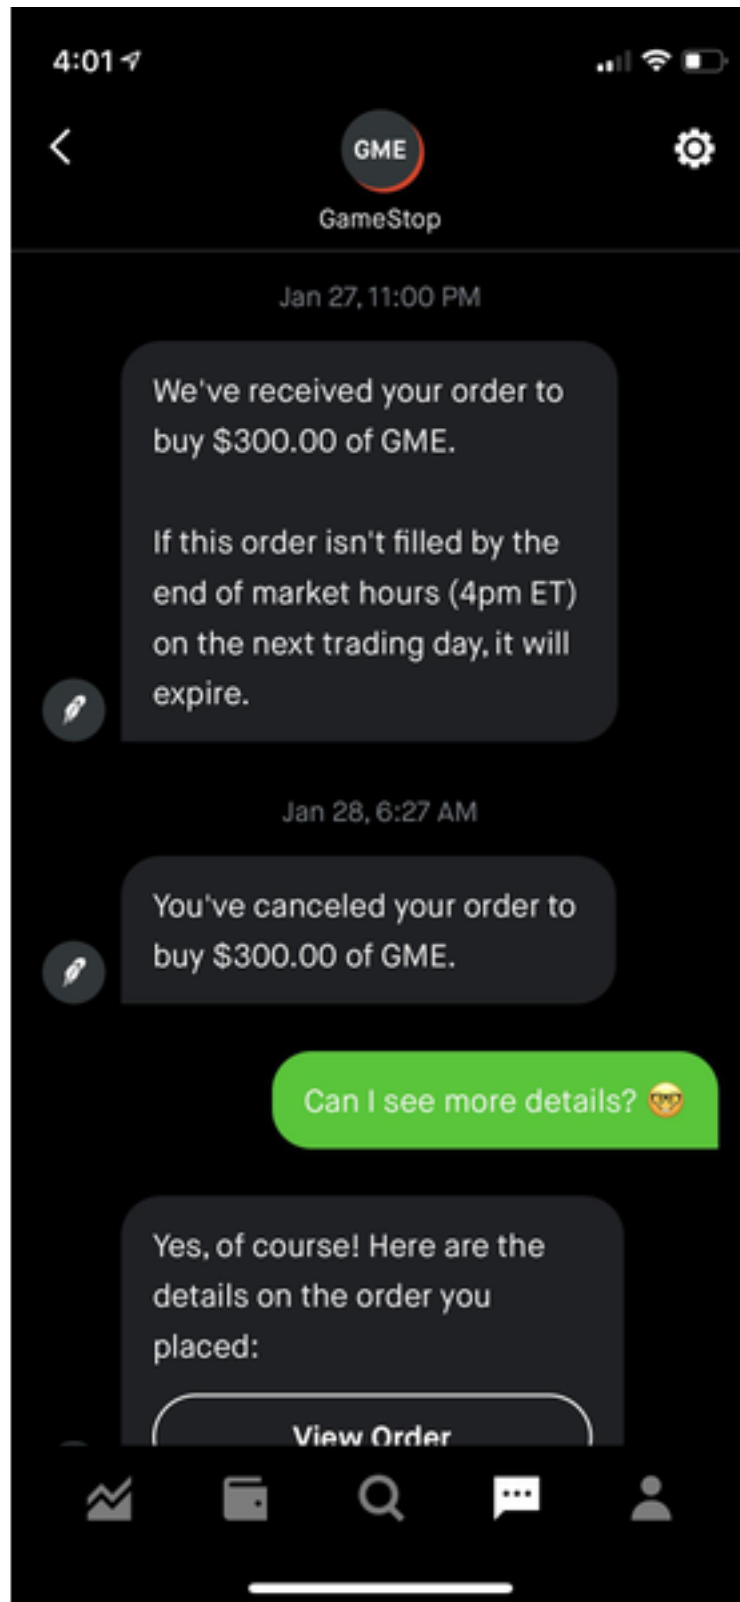 4:01
GME
GameStop
Jan 27, 11:00 PM
We've received your order to
buy $300.00 of GME.
If this order isn't filled by the
end of market hours (4pm ET)
on the next trading day, it will
expire.
Jan 28, 6:27 AM
You've canceled your order to
buy $300.00 of GME.
Can I see more details? 🤓
Yes, of course! Here are the
details on the order you
placed:
View Order